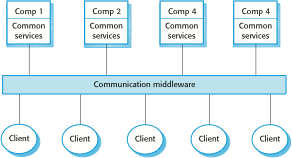 Comp 1
Common
services
Comp 2
Common
services
Comp 4
Common
services
Comp 4
Common
services
Communication middleware
Client
Client
Client
Client
Client